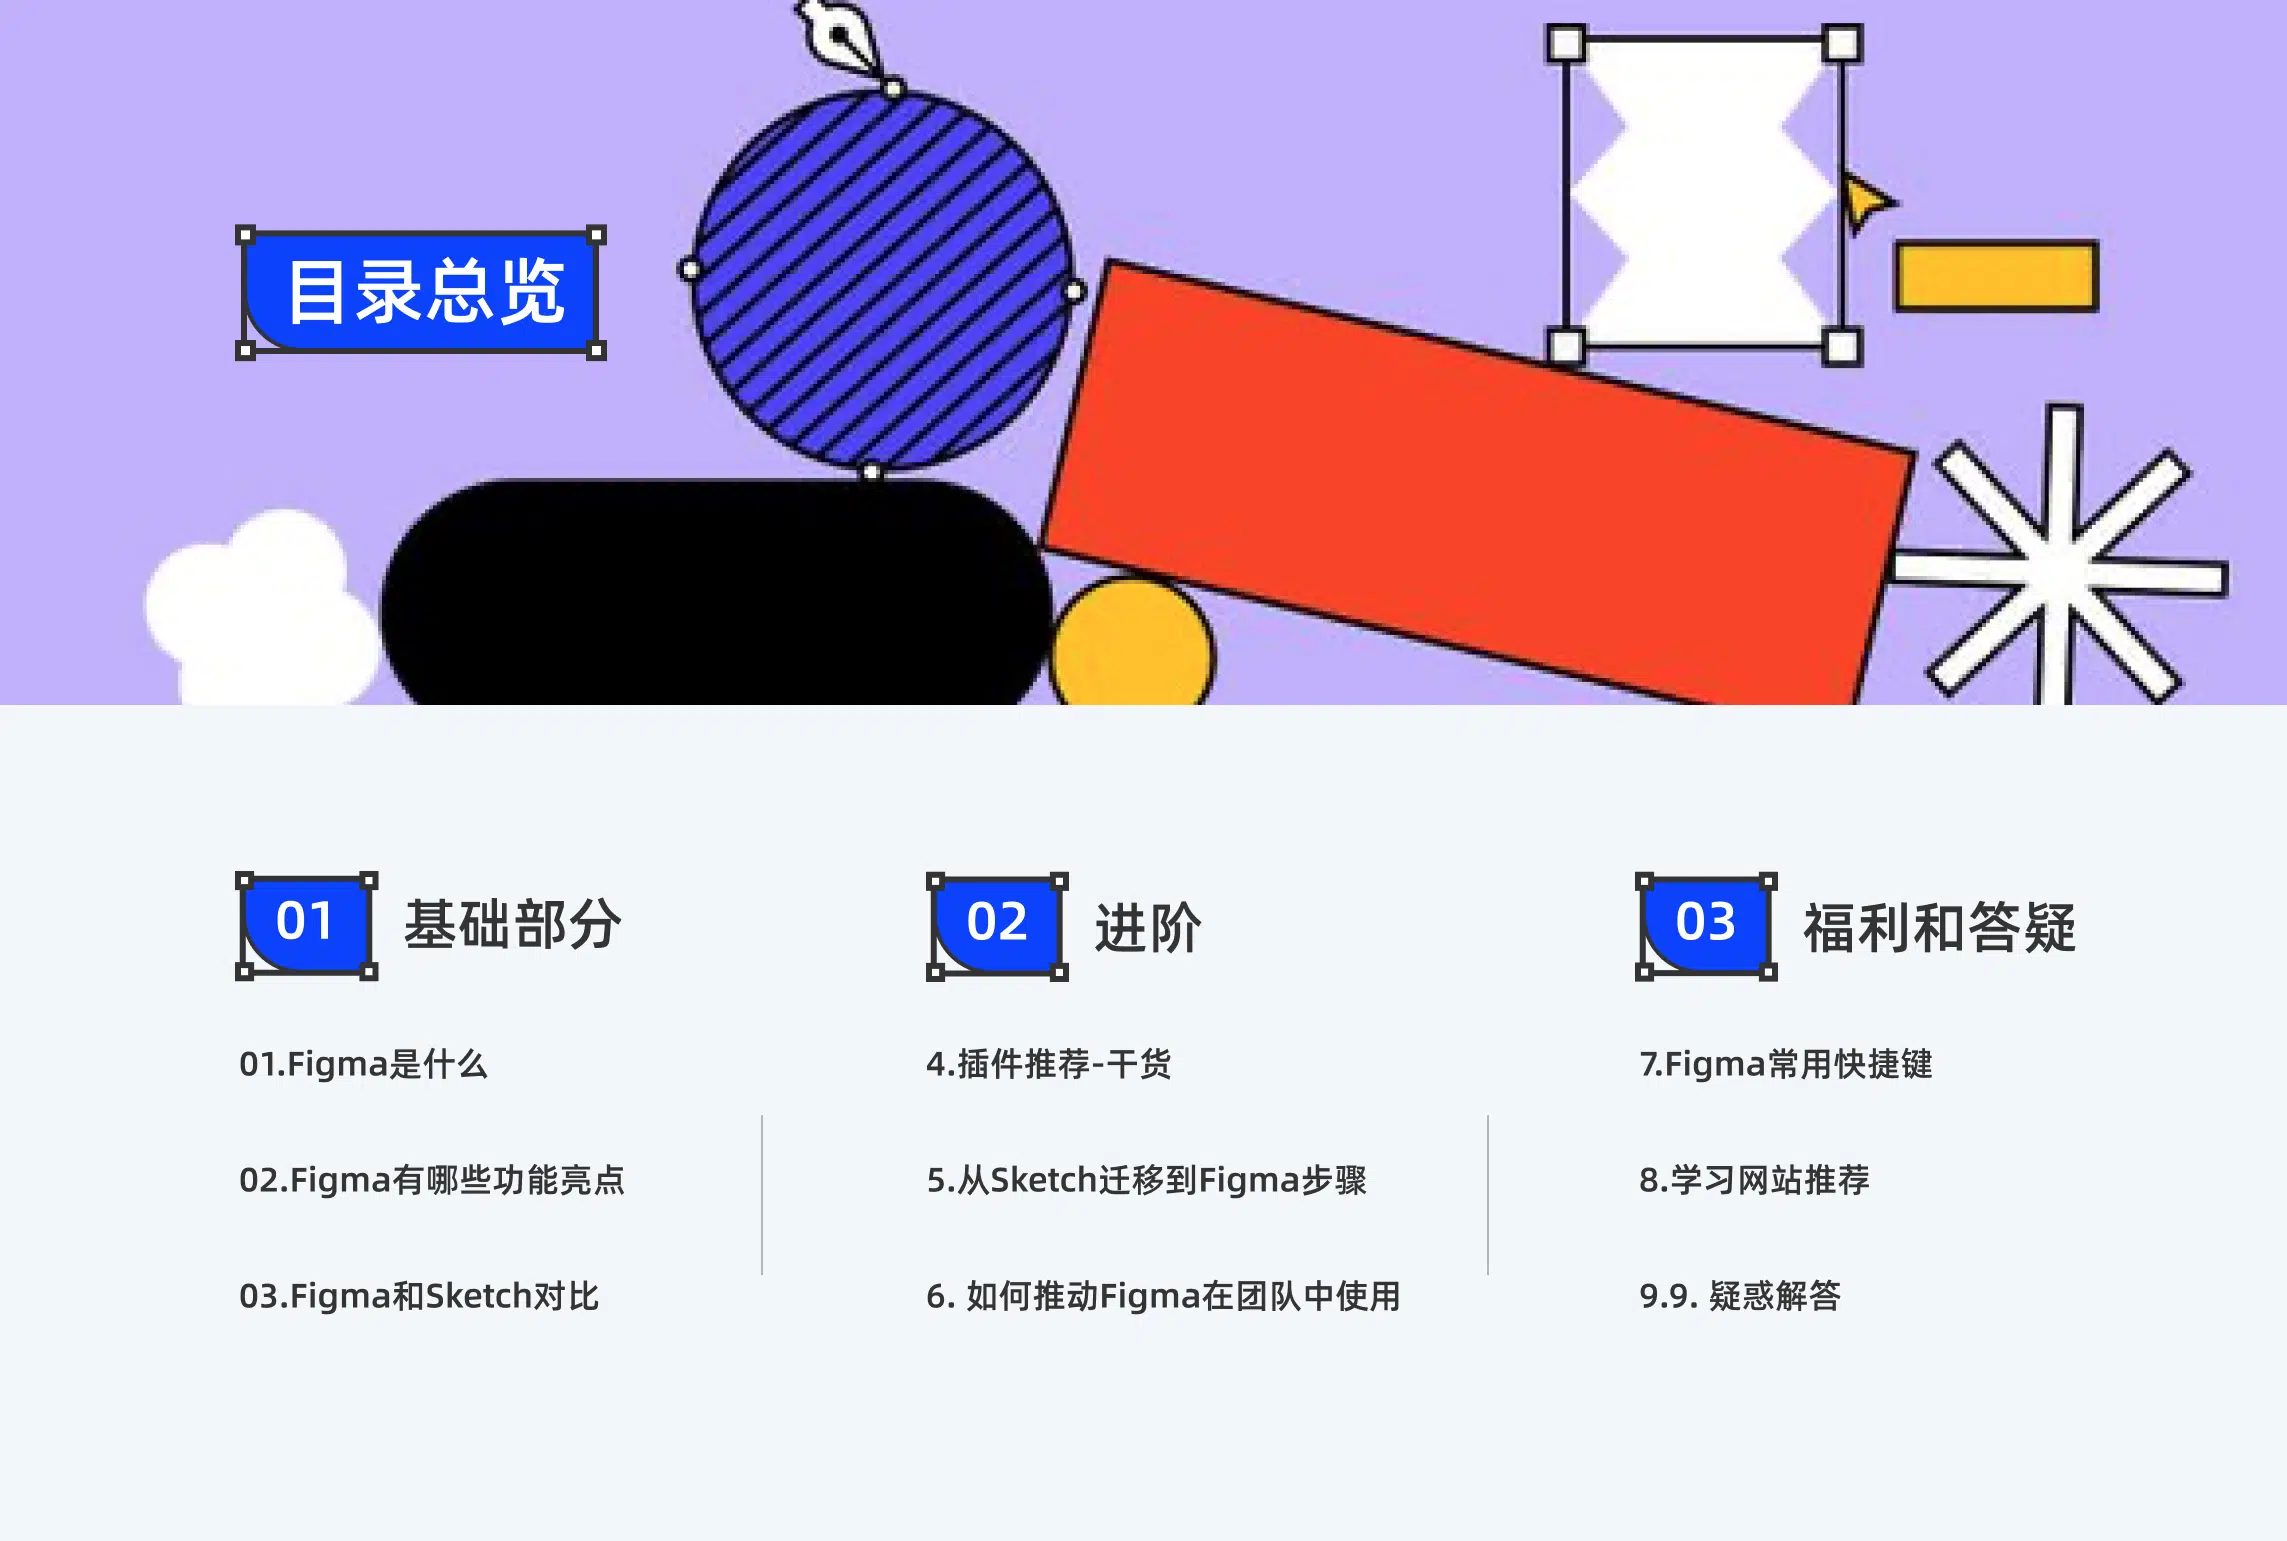 目录总览
01 基础部分
01.Figma是什么
02.Figma有哪些功能亮点
03.Figma和Sketch对比
02 进阶
4.插件推荐-干货
5.从Sketch迁移到Figma步骤
6. 如何推动Figma在团队中使用
03 福利和答疑
7.Figma常用快捷键
8.学习网站推荐
9.9. 疑惑解答